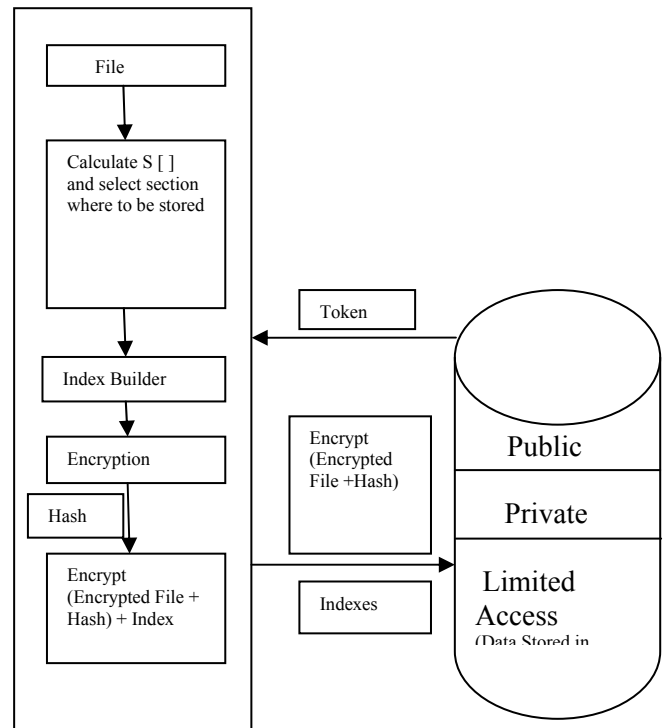 File
Calculate S [ ]
and select section
where to be stored
Index Builder
Encryption
Hash
Encrypt
(Encrypted File +
Hash) + Index
Token
Encrypt
(Encrypted
File +Hash)
Indexes
Public
Private
Limited
Access
(Data Stored in